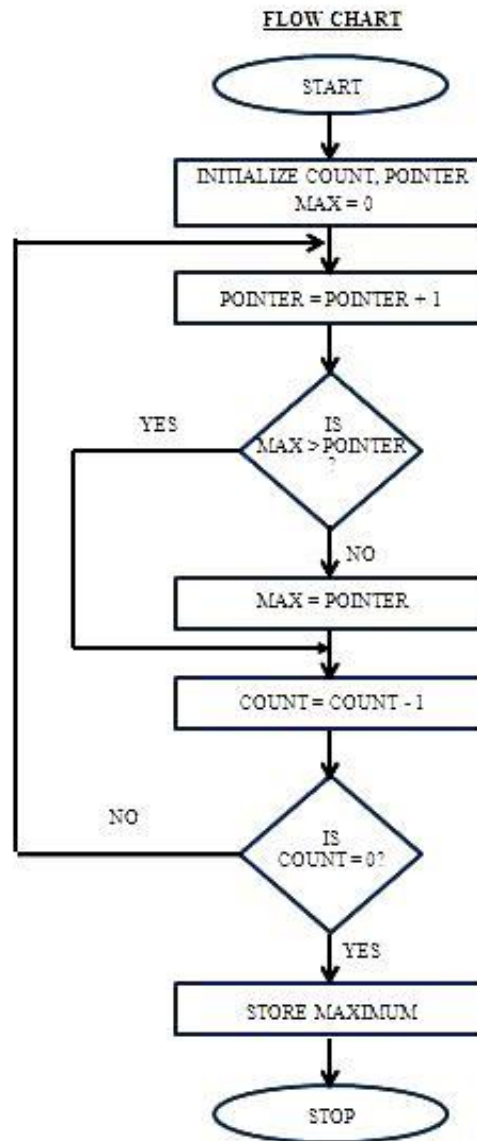 FLOW CHART
START
INITIALIZE COUNT, POINTER
MAX = 0
POINTER = POINTER + 1
IS
MAX > POINTER
?
YES
NO
MAX = POINTER
COUNT = COUNT - 1
NO
IS
COUNT = 0?
YES
STORE MAXIMUM
STOP